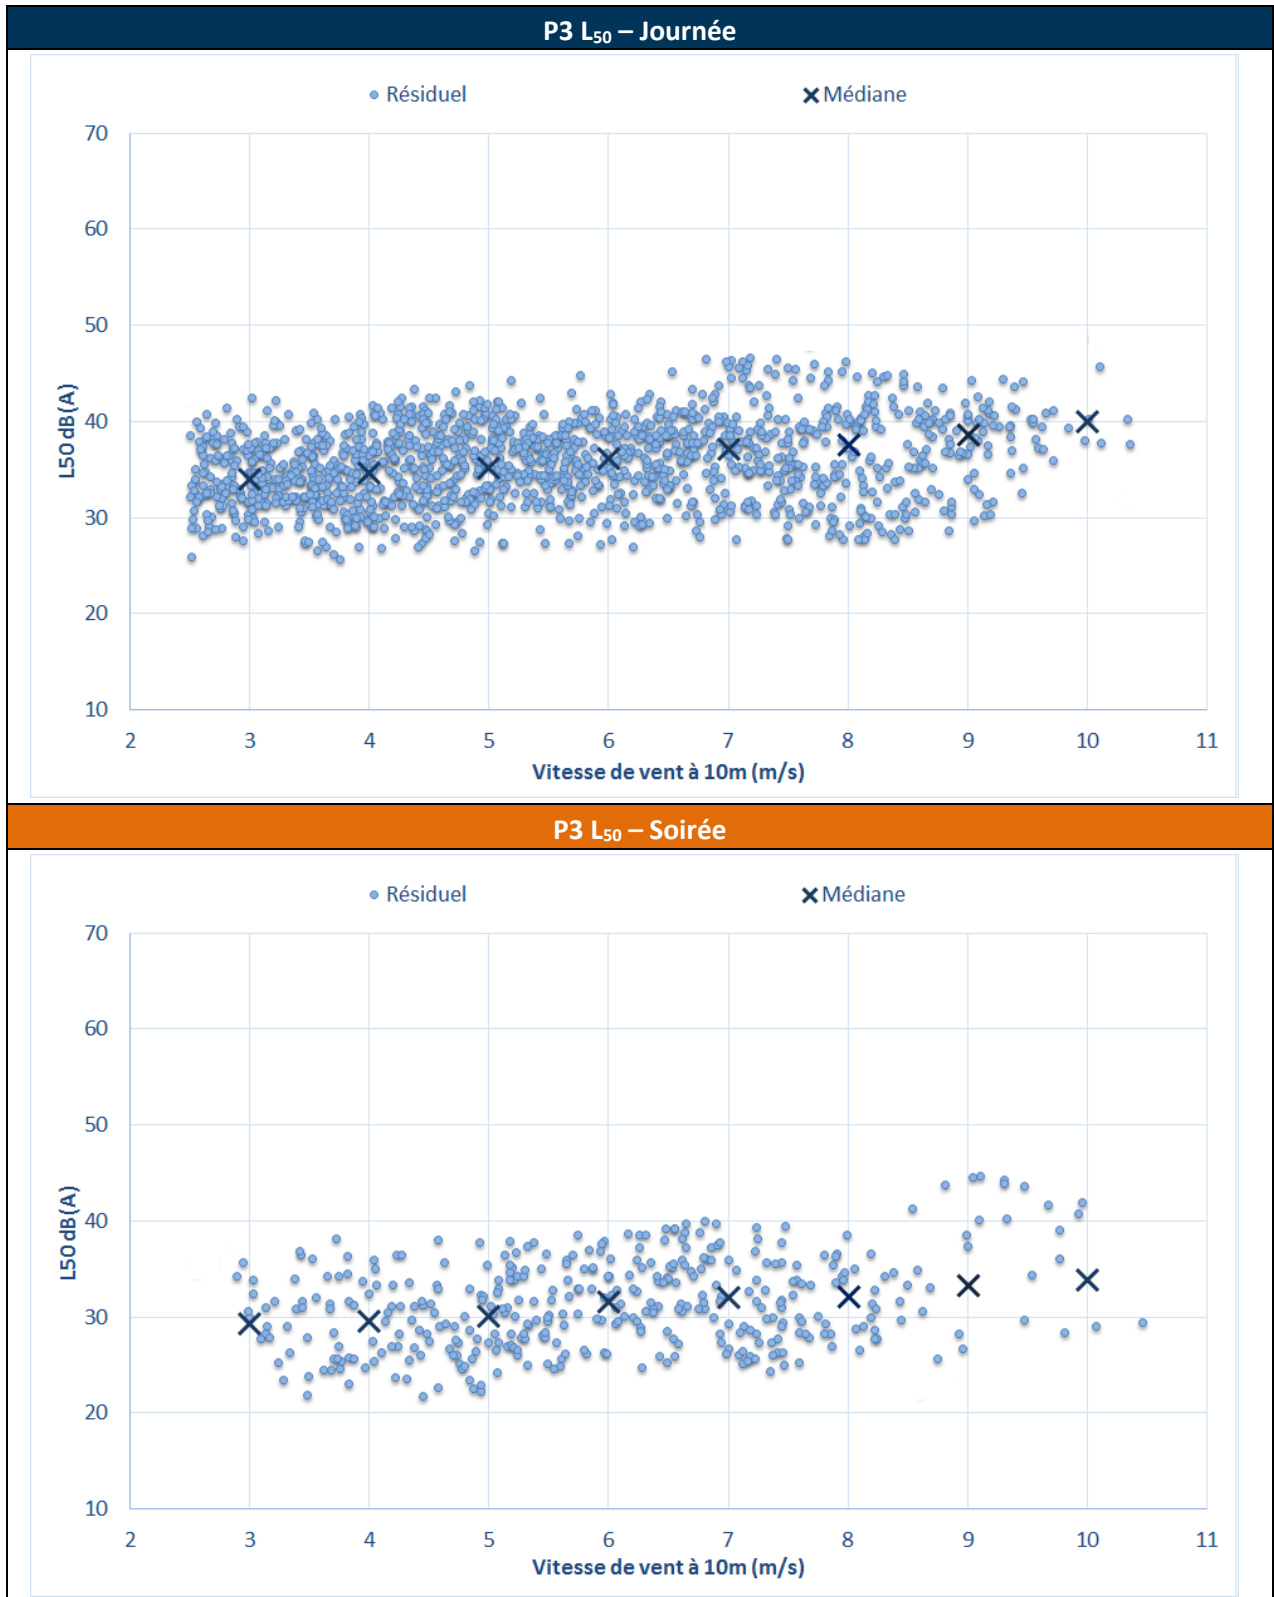 P3 L50 – Journée
Résiduel Médiane
70
60
50
40
30
20
10
L50 dB(A)
2 3 4 5 6 7 8 9 10 11
Vitesse de vent à 10m (m/s)
P3 L50 – Soirée
Résiduel Médiane
70
60
50
40
30
20
10
L50 dB(A)
2 3 4 5 6 7 8 9 10 11
Vitesse de vent à 10m (m/s)